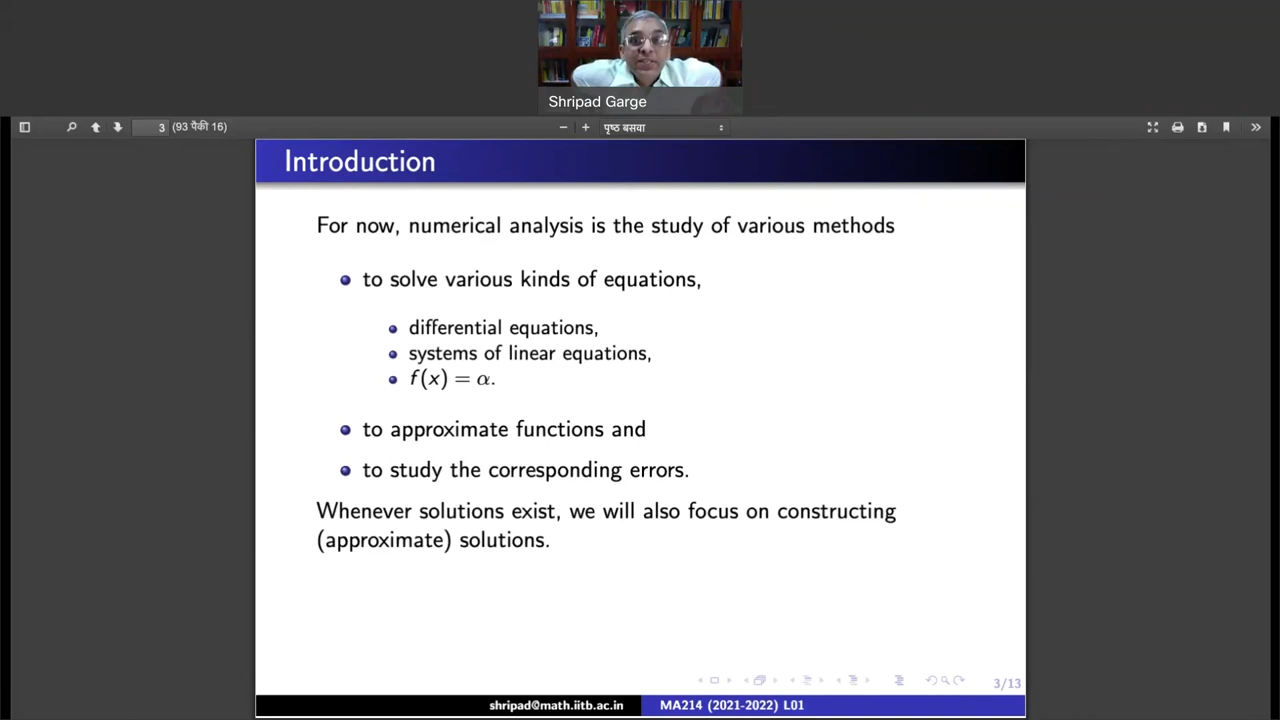 Shripad Garge
3 (93 पैकी 16)
पृष्ठ बसवा
Introduction
For now, numerical analysis is the study of various methods
to solve various kinds of equations,
differential equations,
systems of linear equations,
f(x) = α.
to approximate functions and
to study the corresponding errors.
Whenever solutions exist, we will also focus on constructing
(approximate) solutions.
3/13
shripad@math.iitb.ac.in MA214 (2021-2022) L01